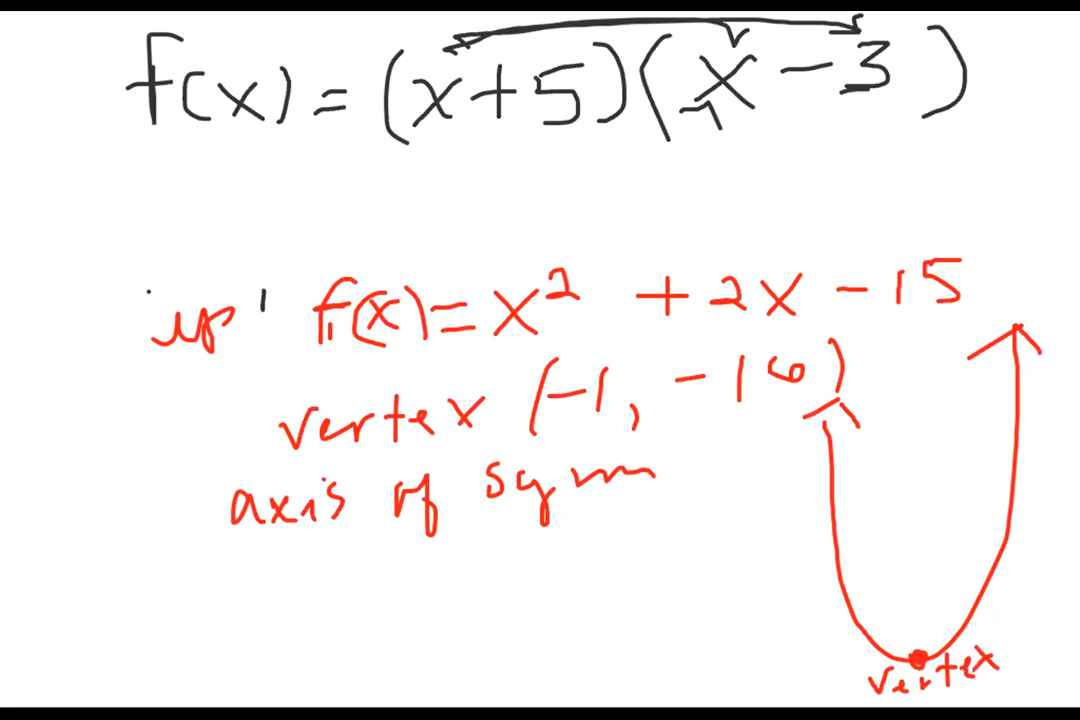 f(x) = (x+5)(x-3)
up f(x) = x² + 2x - 15
vertex (-1, -16)
axis of sym
vertex